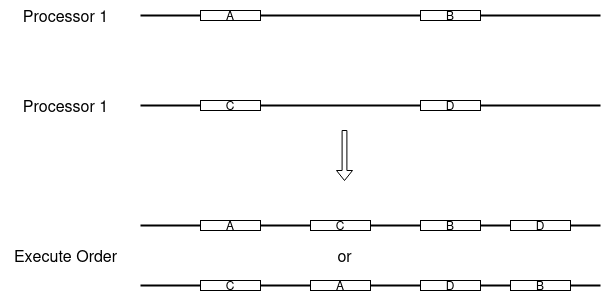 Processor 1 A B
Processor 1 C D
A C B D
Execute Order or
C A D B